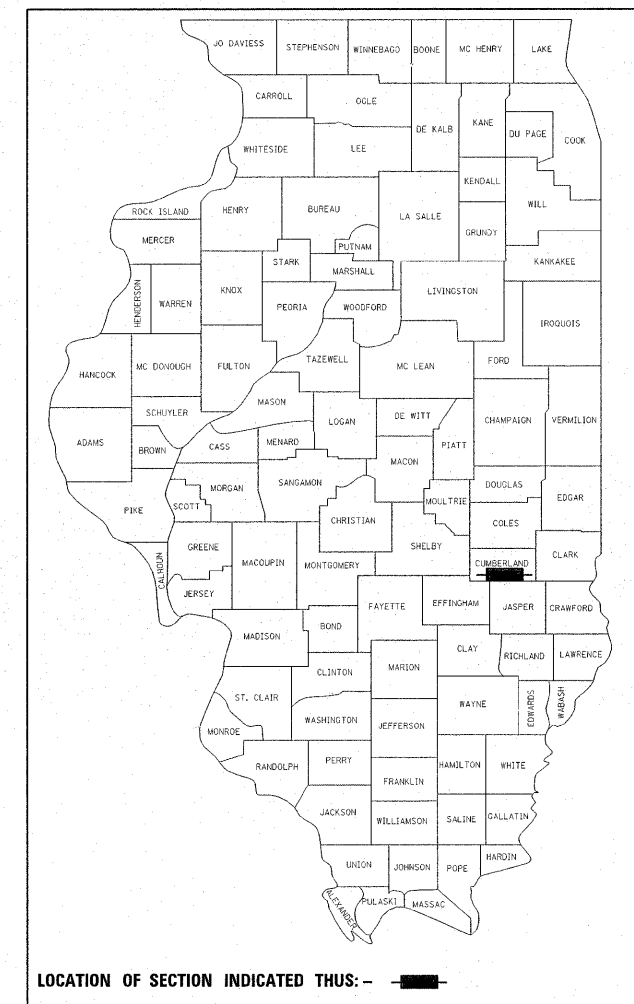 JO DAVIESS
STEPHENSON
WINNEBAGO
BOONE
MC HENRY
LAKE
CARROLL
OGLE
DE KALB
KANE
DU PAGE
COOK
WHITESIDE
LEE
KENDALL
WILL
ROCK ISLAND
HENRY
BUREAU
LA SALLE
GRUNDY
MERCER
PUTNAM
STARK
MARSHALL
KANKAKEE
HENDERSON
WARREN
KNOX
PEORIA
WOODFORD
LIVINGSTON
IROQUOIS
HANCOCK
MC DONOUGH
FULTON
TAZEWELL
MC LEAN
FORD
MASON
SCHUYLER
LOGAN
DE WITT
CHAMPAIGN
VERMILION
ADAMS
BROWN
CASS
MENARD
MACON
PIATT
PIKE
SCOTT
MORGAN
SANGAMON
CHRISTIAN
MOULTRIE
DOUGLAS
EDGAR
COLES
GREENE
MACOUPIN
MONTGOMERY
SHELBY
CUMBERLAND
CLARK
CALHOUN
JERSEY
FAYETTE
EFFINGHAM
JASPER
CRAWFORD
MADISON
BOND
CLAY
RICHLAND
LAWRENCE
CLINTON
MARION
ST. CLAIR
WAYNE
EDWARDS
WABASH
WASHINGTON
JEFFERSON
MONROE
RANDOLPH
PERRY
HAMILTON
WHITE
FRANKLIN
JACKSON
WILLIAMSON
SALINE
GALLATIN
UNION
JOHNSON
POPE
HARDIN
ALEXANDER
PULASKI
MASSAC
LOCATION OF SECTION INDICATED THUS: -